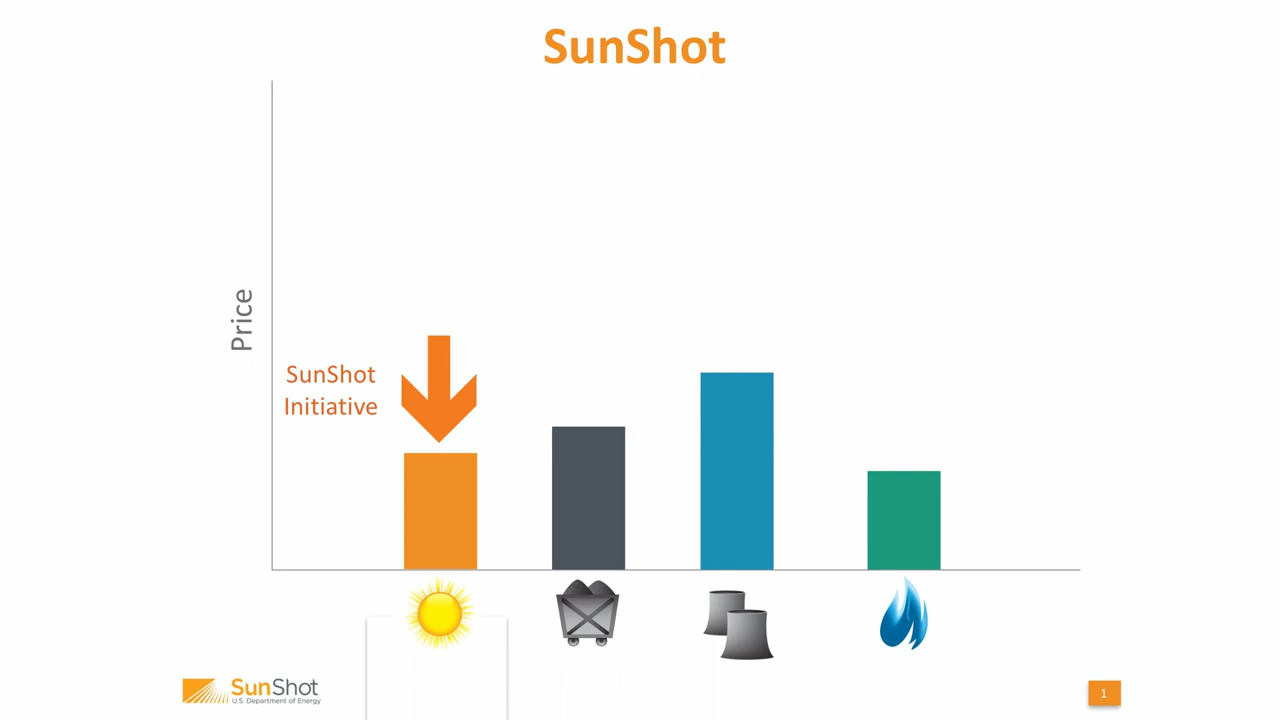 SunShot
Price
SunShot
Initiative
SunShot
U.S. Department of Energy
1